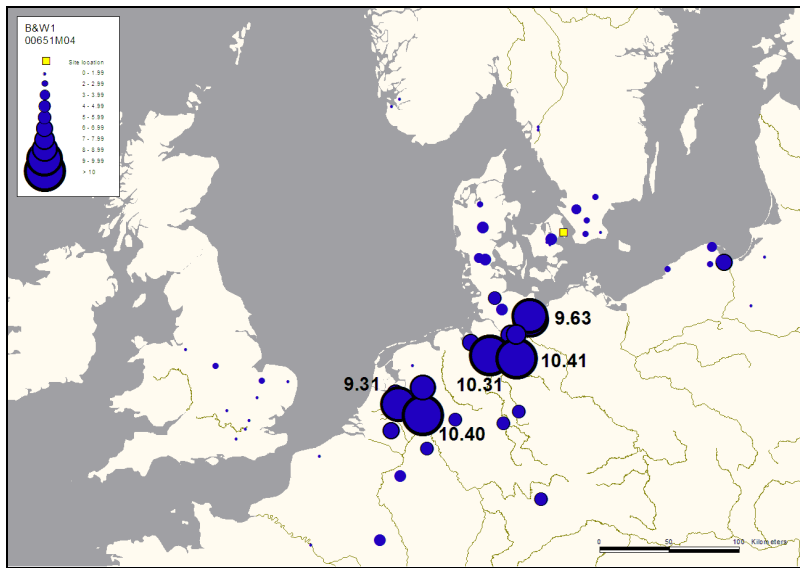 B&W1
00651M04
Site location
0 - 1.99
2 - 2.99
3 - 3.99
4 - 4.99
5 - 5.99
6 - 6.99
7 - 7.99
8 - 8.99
9 - 9.99
> 10
9.63
10.41
10.31
9.31
10.40
0 50 100 Kilometers